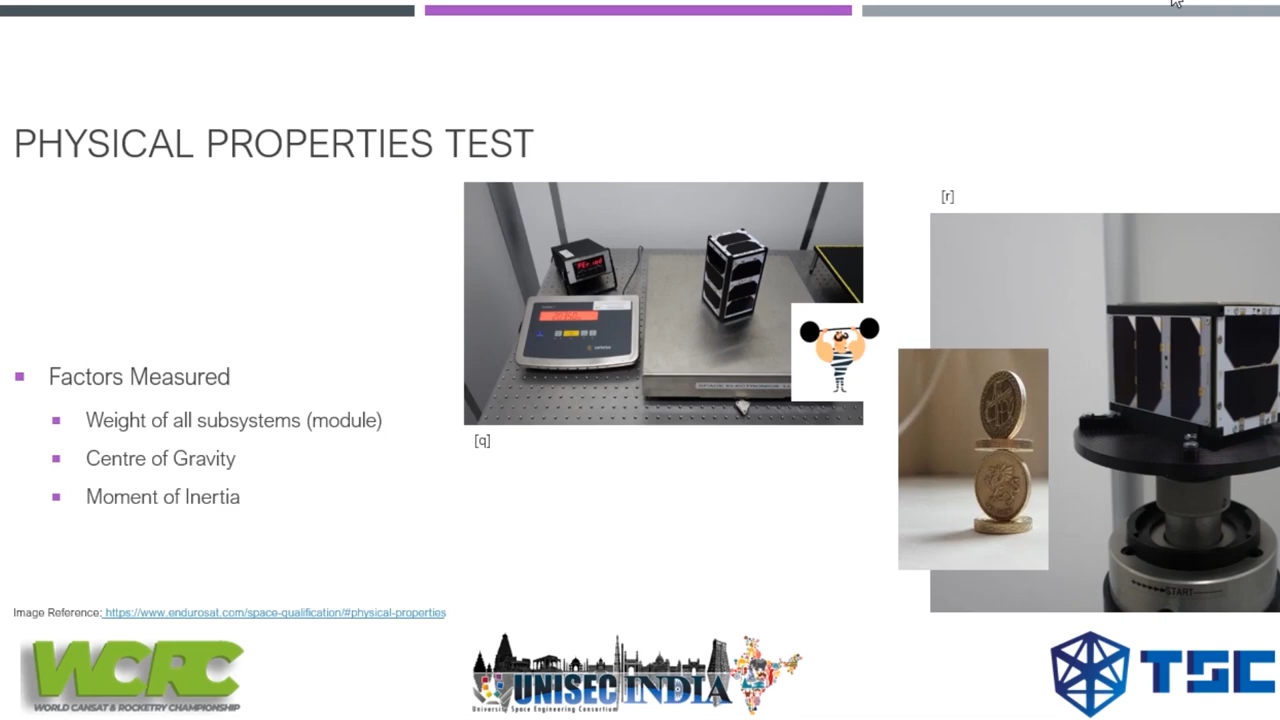 PHYSICAL PROPERTIES TEST
[r]
[q]
Factors Measured
Weight of all subsystems (module)
Centre of Gravity
Moment of Inertia
START
Image Reference: https://www.endurosat.com/space-qualification/#physical-properties
WCRC
WORLD CANSAT & ROCKETRY CHAMPIONSHIP
UNISEC INDIA
University Space Engineering Consortium
TSC